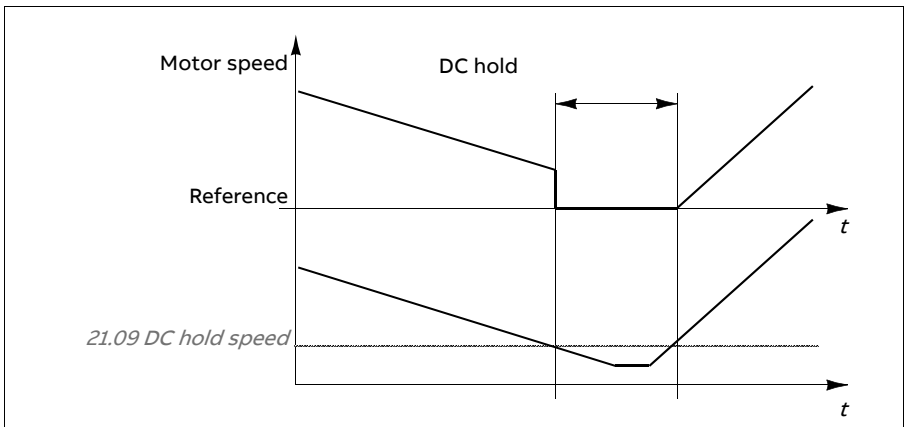 Motor speed
DC hold
Reference
t
21.09 DC hold speed
t